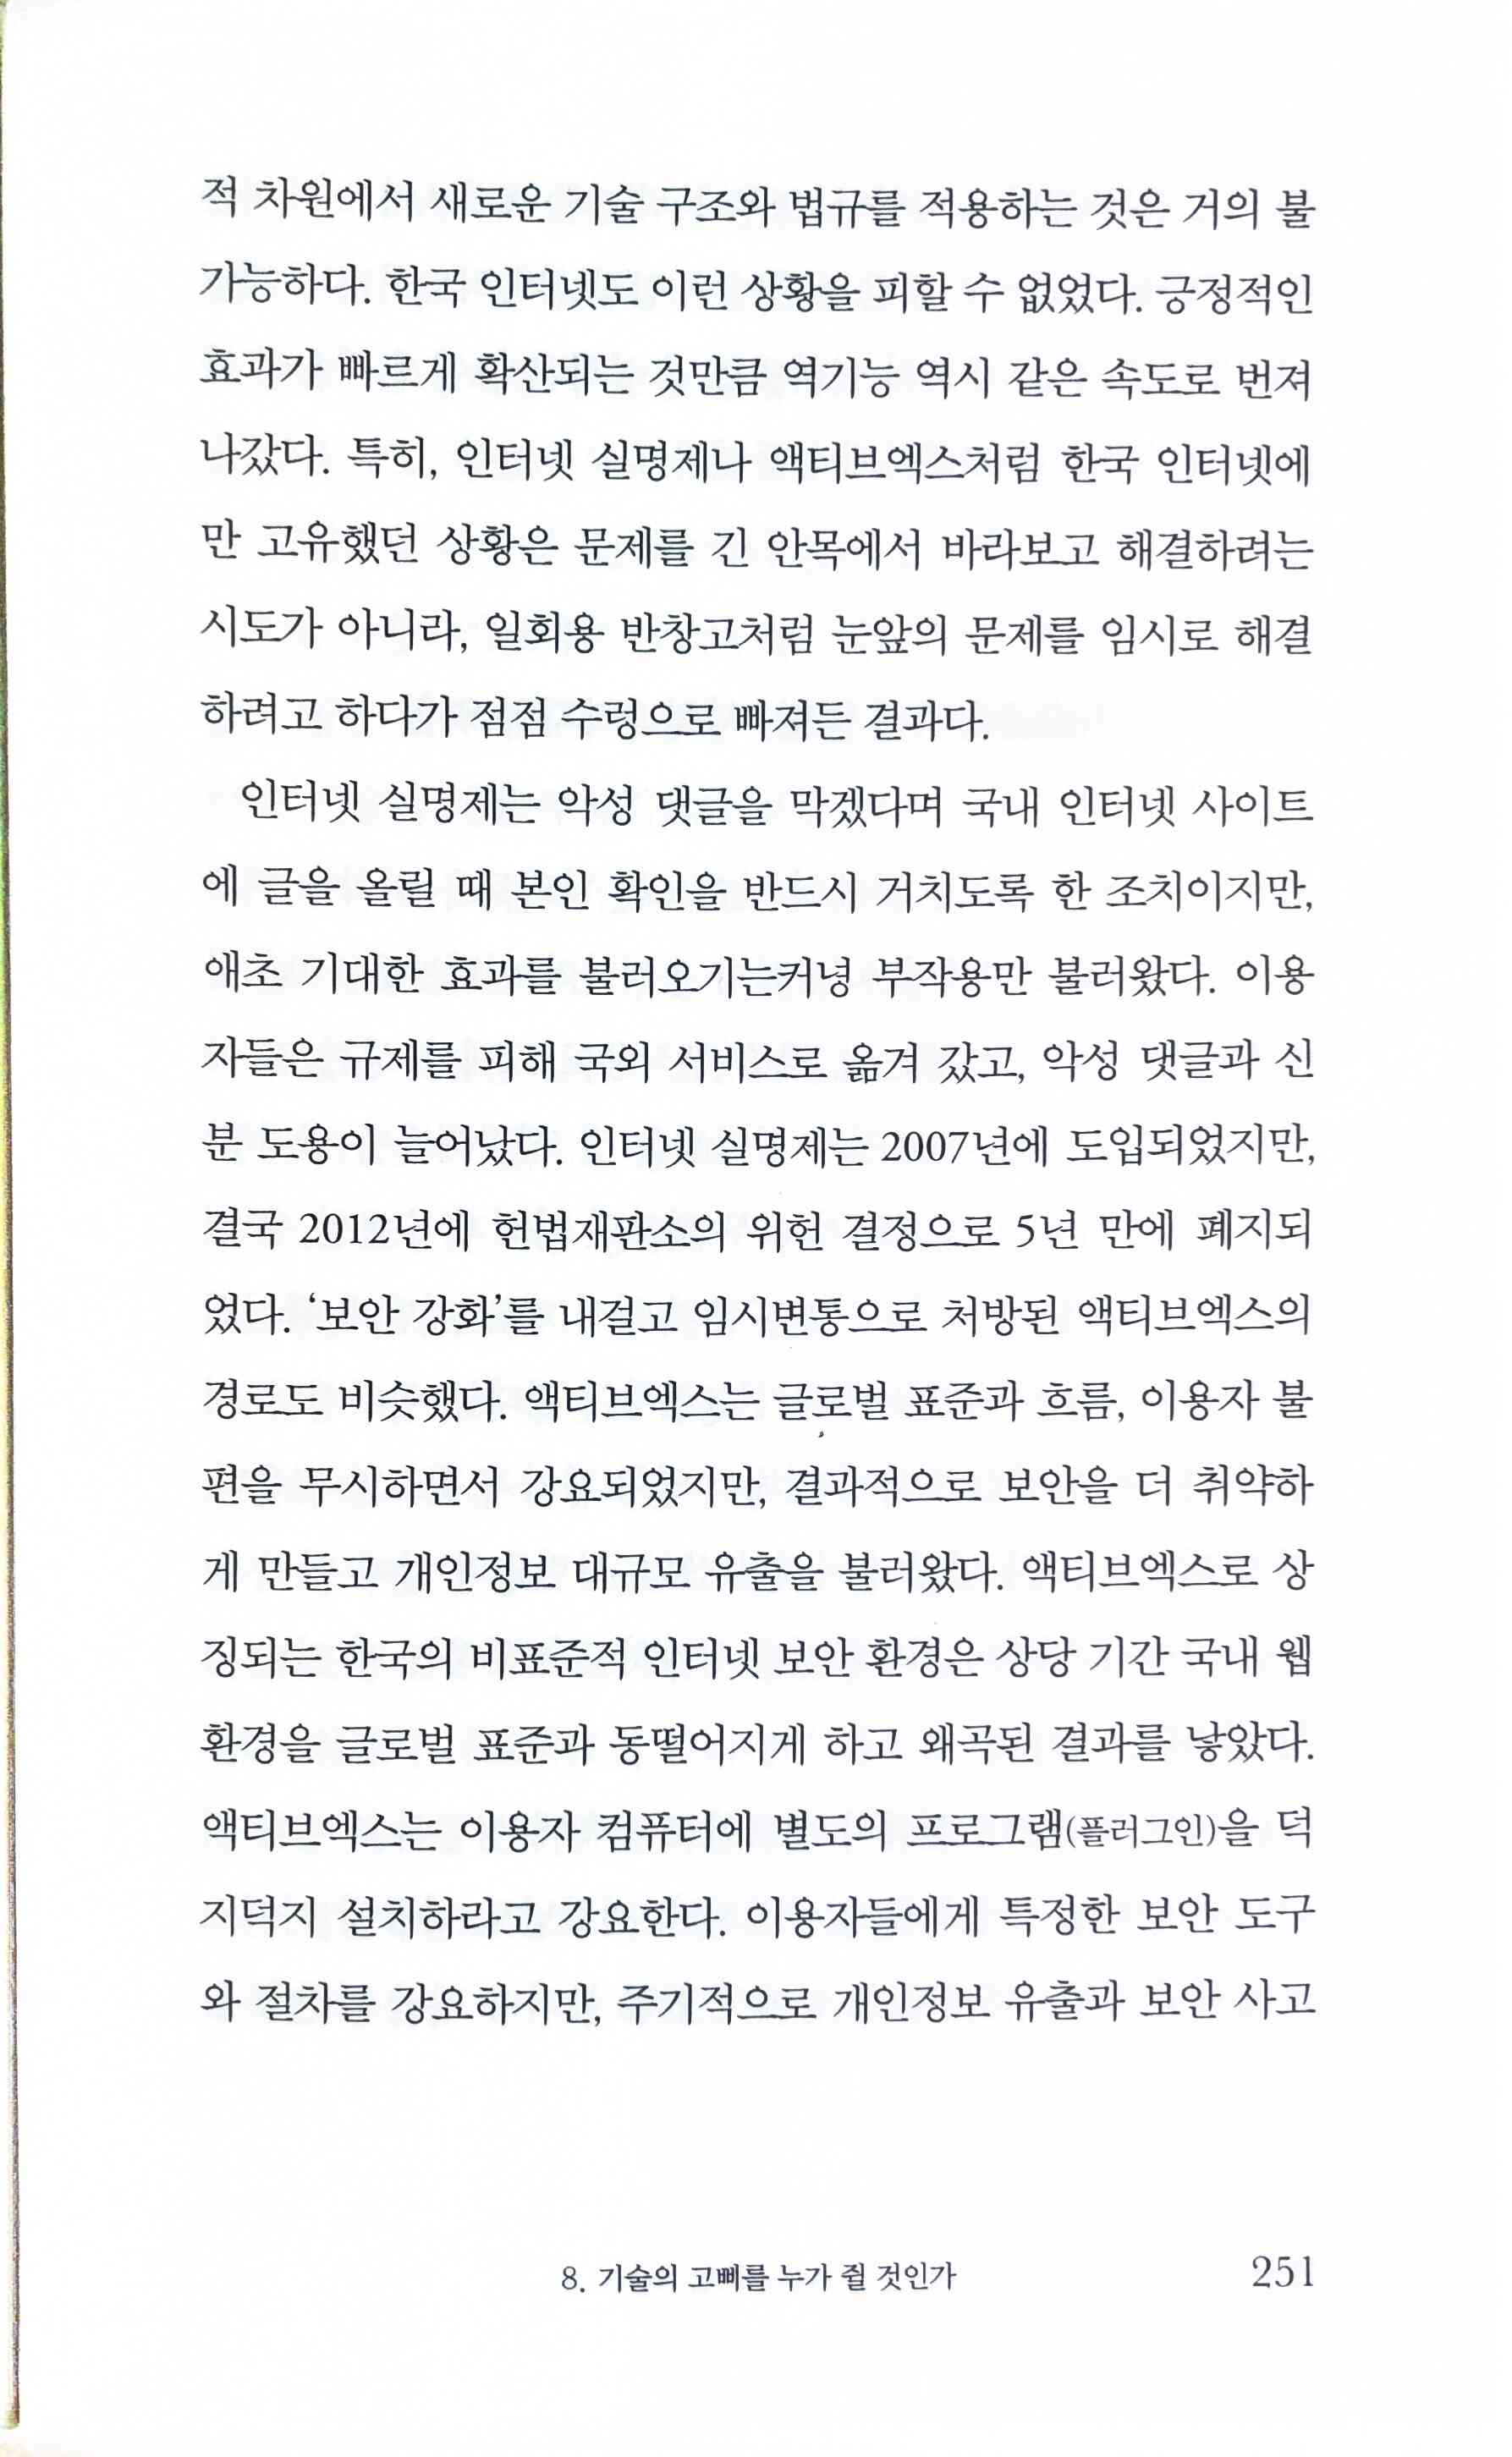 적 차원에서 새로운 기술 구조와 법규를 적용하는 것은 거의 불
가능하다. 한국 인터넷도 이런 상황을 피할 수 없었다. 긍정적인
효과가 빠르게 확산되는 것만큼 역기능 역시 같은 속도로 번져
나갔다. 특히, 인터넷 실명제나 액티브엑스처럼 한국 인터넷에
만 고유했던 상황은 문제를 긴 안목에서 바라보고 해결하려는
시도가 아니라, 일회용 반창고처럼 눈앞의 문제를 임시로 해결
하려고 하다가 점점 수렁으로 빠져든 결과다.
인터넷 실명제는 악성 댓글을 막겠다며 국내 인터넷 사이트
에 글을 올릴 때 본인 확인을 반드시 거치도록 한 조치이지만,
애초 기대한 효과를 불러오기는커녕 부작용만 불러왔다. 이용
자들은 규제를 피해 국외 서비스로 옮겨 갔고, 악성 댓글과 신
분 도용이 늘어났다. 인터넷 실명제는 2007년에 도입되었지만,
결국 2012년에 헌법재판소의 위헌 결정으로 5년 만에 폐지되
었다. ‘보안 강화’를 내걸고 임시변통으로 처방된 액티브엑스의
경로도 비슷했다. 액티브엑스는 글로벌 표준과 흐름, 이용자 불
편을 무시하면서 강요되었지만, 결과적으로 보안을 더 취약하
게 만들고 개인정보 대규모 유출을 불러왔다. 액티브엑스로 상
징되는 한국의 비표준적 인터넷 보안 환경은 상당 기간 국내 웹
환경을 글로벌 표준과 동떨어지게 하고 왜곡된 결과를 낳았다.
액티브엑스는 이용자 컴퓨터에 별도의 프로그램(플러그인)을 덕
지덕지 설치하라고 강요한다. 이용자들에게 특정한 보안 도구
와 절차를 강요하지만, 주기적으로 개인정보 유출과 보안 사고
8. 기술의 고삐를 누가 쥘 것인가 251